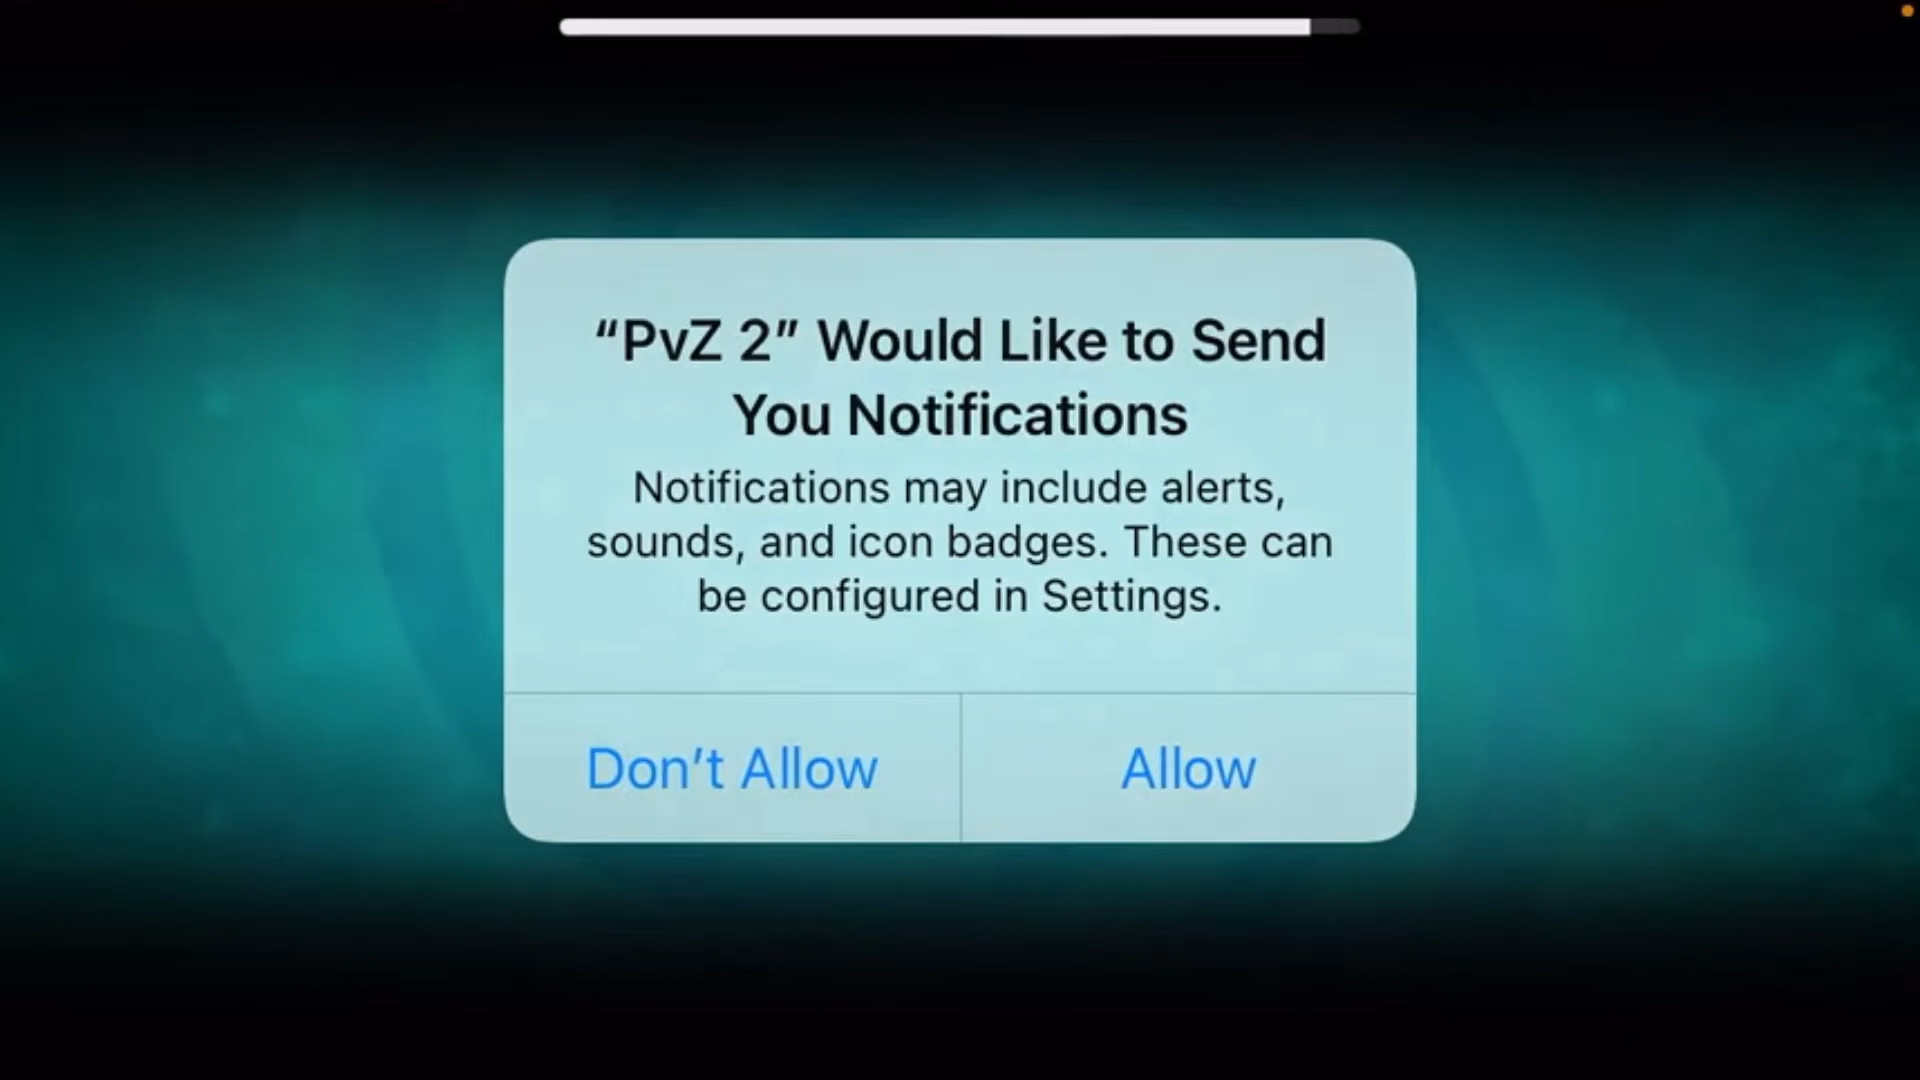 “PvZ 2” Would Like to Send
You Notifications
Notifications may include alerts,
sounds, and icon badges. These can
be configured in Settings.
Don’t Allow
Allow